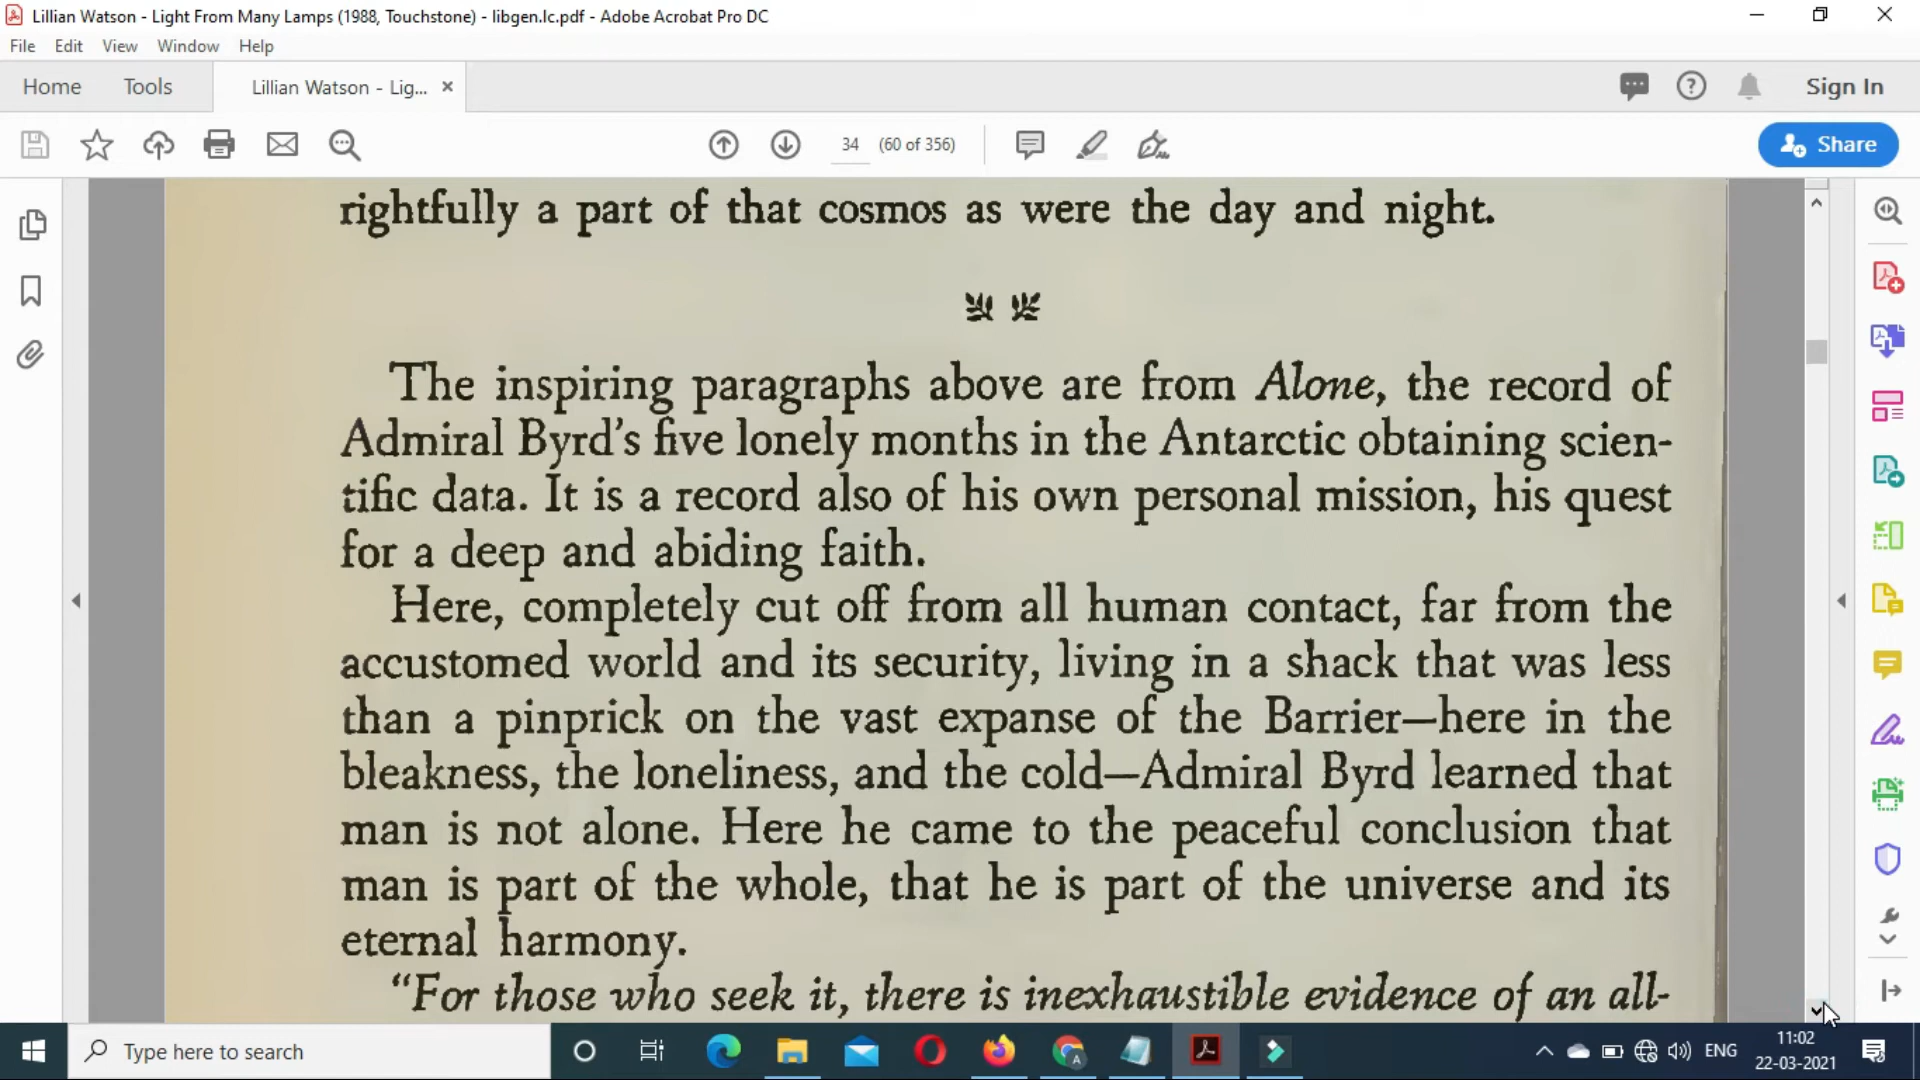 Lillian Watson - Light From Many Lamps (1988, Touchstone) - libgen.lc.pdf - Adobe Acrobat Pro DC
File Edit View Window Help
Home Tools Lillian Watson - Lig... × Sign In
34 (60 of 356) Share
rightfully a part of that cosmos as were the day and night.
The inspiring paragraphs above are from Alone, the record of
Admiral Byrd's five lonely months in the Antarctic obtaining scien-
tific data. It is a record also of his own personal mission, his quest
for a deep and abiding faith.
Here, completely cut off from all human contact, far from the
accustomed world and its security, living in a shack that was less
than a pinprick on the vast expanse of the Barrier—here in the
bleakness, the loneliness, and the cold—Admiral Byrd learned that
man is not alone. Here he came to the peaceful conclusion that
man is part of the whole, that he is part of the universe and its
eternal harmony.
"For those who seek it, there is inexhaustible evidence of an all-
Type here to search
ENG
11:02
22-03-2021